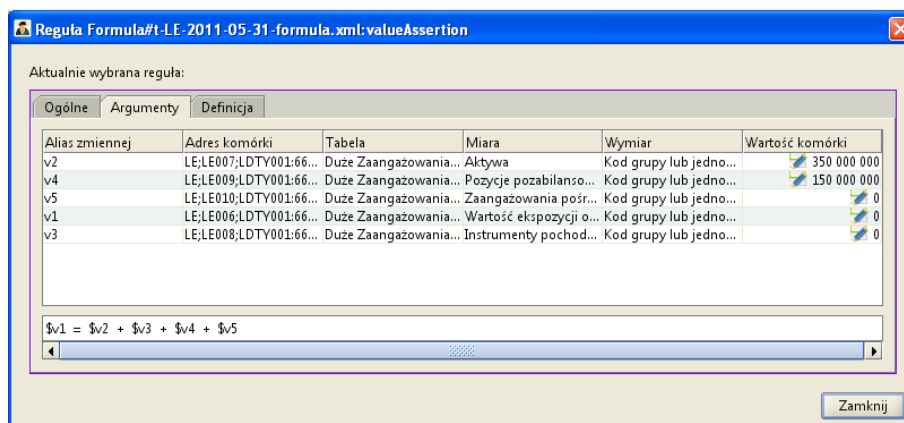 Reguła Formula#t-LE-2011-05-31-formula.xml:valueAssertion
Aktualnie wybrana reguła:
Ogólne Argumenty Definicja
Alias zmiennej Adres komórki Tabela Miara Wymiar Wartość komórki
v2 LE;LE007;LDTY001:66... Duże Zaangażowania... Aktywa Kod grupy lub jedno... 350 000 000
v4 LE;LE009;LDTY001:66... Duże Zaangażowania... Pozycje pozabilanso... Kod grupy lub jedno... 150 000 000
v5 LE;LE010;LDTY001:66... Duże Zaangażowania... Zaangażowania pośr... Kod grupy lub jedno... 0
v1 LE;LE006;LDTY001:66... Duże Zaangażowania... Wartość ekspozycji o... Kod grupy lub jedno... 0
v3 LE;LE008;LDTY001:66... Duże Zaangażowania... Instrumenty pochod... Kod grupy lub jedno... 0
$v1 = $v2 + $v3 + $v4 + $v5
Zamknij